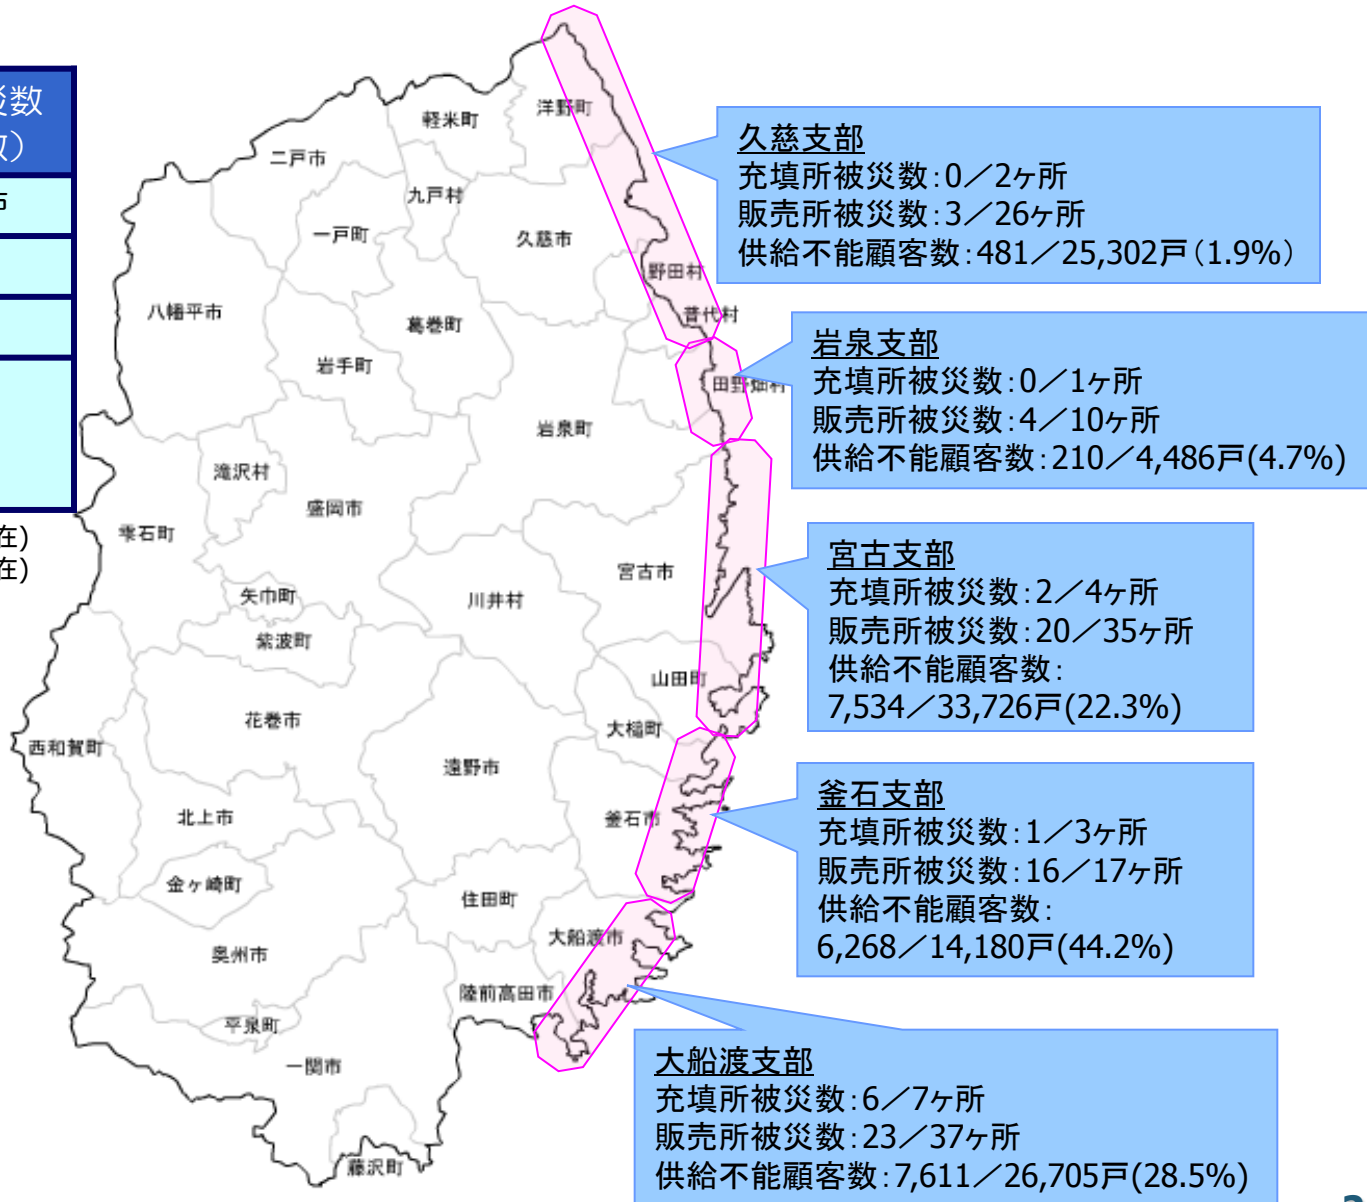 数
）
在)
在)
洋野町
軽米町
二戸市
九戸村
一戸町
久慈市
野田村
普代村
八幡平市
葛巻町
岩手町
田野畑村
岩泉町
滝沢村
盛岡市
雫石町
宮古市
川井村
矢巾町
紫波町
山田町
花巻市
大槌町
西和賀町
遠野市
北上市
釜石市
金ヶ崎町
住田町
大船渡市
奥州市
陸前高田市
平泉町
一関市
藤沢町
久慈支部
充填所被災数：0／2ヶ所
販売所被災数：3／26ヶ所
供給不能顧客数：481／25,302戸（1.9%）
岩泉支部
充填所被災数：0／1ヶ所
販売所被災数：4／10ヶ所
供給不能顧客数：210／4,486戸(4.7%)
宮古支部
充填所被災数：2／4ヶ所
販売所被災数：20／35ヶ所
供給不能顧客数：
7,534／33,726戸(22.3%)
釜石支部
充填所被災数：1／3ヶ所
販売所被災数：16／17ヶ所
供給不能顧客数：
6,268／14,180戸(44.2%)
大船渡支部
充填所被災数：6／7ヶ所
販売所被災数：23／37ヶ所
供給不能顧客数：7,611／26,705戸(28.5%)